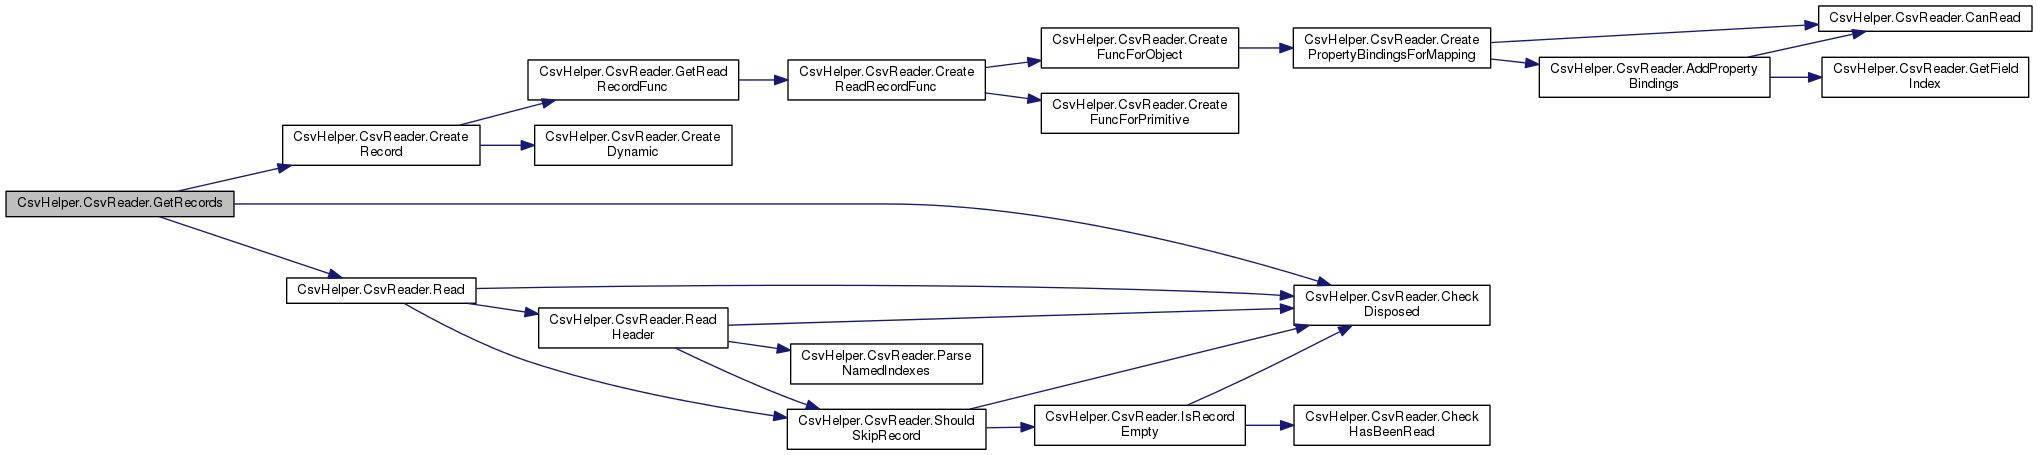 CsvHelper.CsvReader.GetRecords
CsvHelper.CsvReader.Create
Record
CsvHelper.CsvReader.GetRead
RecordFunc
CsvHelper.CsvReader.Create
Dynamic
CsvHelper.CsvReader.Create
ReadRecordFunc
CsvHelper.CsvReader.Create
FuncForObject
CsvHelper.CsvReader.Create
FuncForPrimitive
CsvHelper.CsvReader.Create
PropertyBindingsForMapping
CsvHelper.CsvReader.AddProperty
Bindings
CsvHelper.CsvReader.CanRead
CsvHelper.CsvReader.GetField
Index
CsvHelper.CsvReader.Read
CsvHelper.CsvReader.Read
Header
CsvHelper.CsvReader.Parse
NamedIndexes
CsvHelper.CsvReader.Should
SkipRecord
CsvHelper.CsvReader.IsRecord
Empty
CsvHelper.CsvReader.Check
Disposed
CsvHelper.CsvReader.Check
HasBeenRead